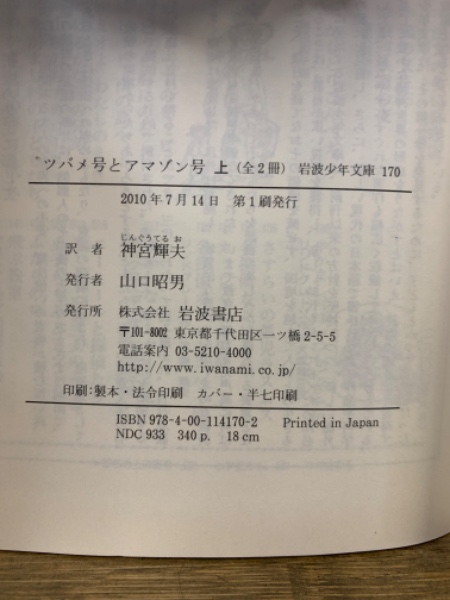 ツバメ号とアマゾン号 上（全2冊） 岩波少年文庫 170
2010年7月14日 第1刷発行
じんぐうてる お
訳 者 神宮輝夫
発行者 山口昭男
発行所 株式会社 岩波書店
〒101-8002 東京都千代田区一ツ橋2-5-5
電話案内 03-5210-4000
http://www.iwanami.co.jp/
印刷：製本・法令印刷 カバー・半七印刷
ISBN 978-4-00-114170-2 Printed in Japan
NDC 933 340 p. 18 cm